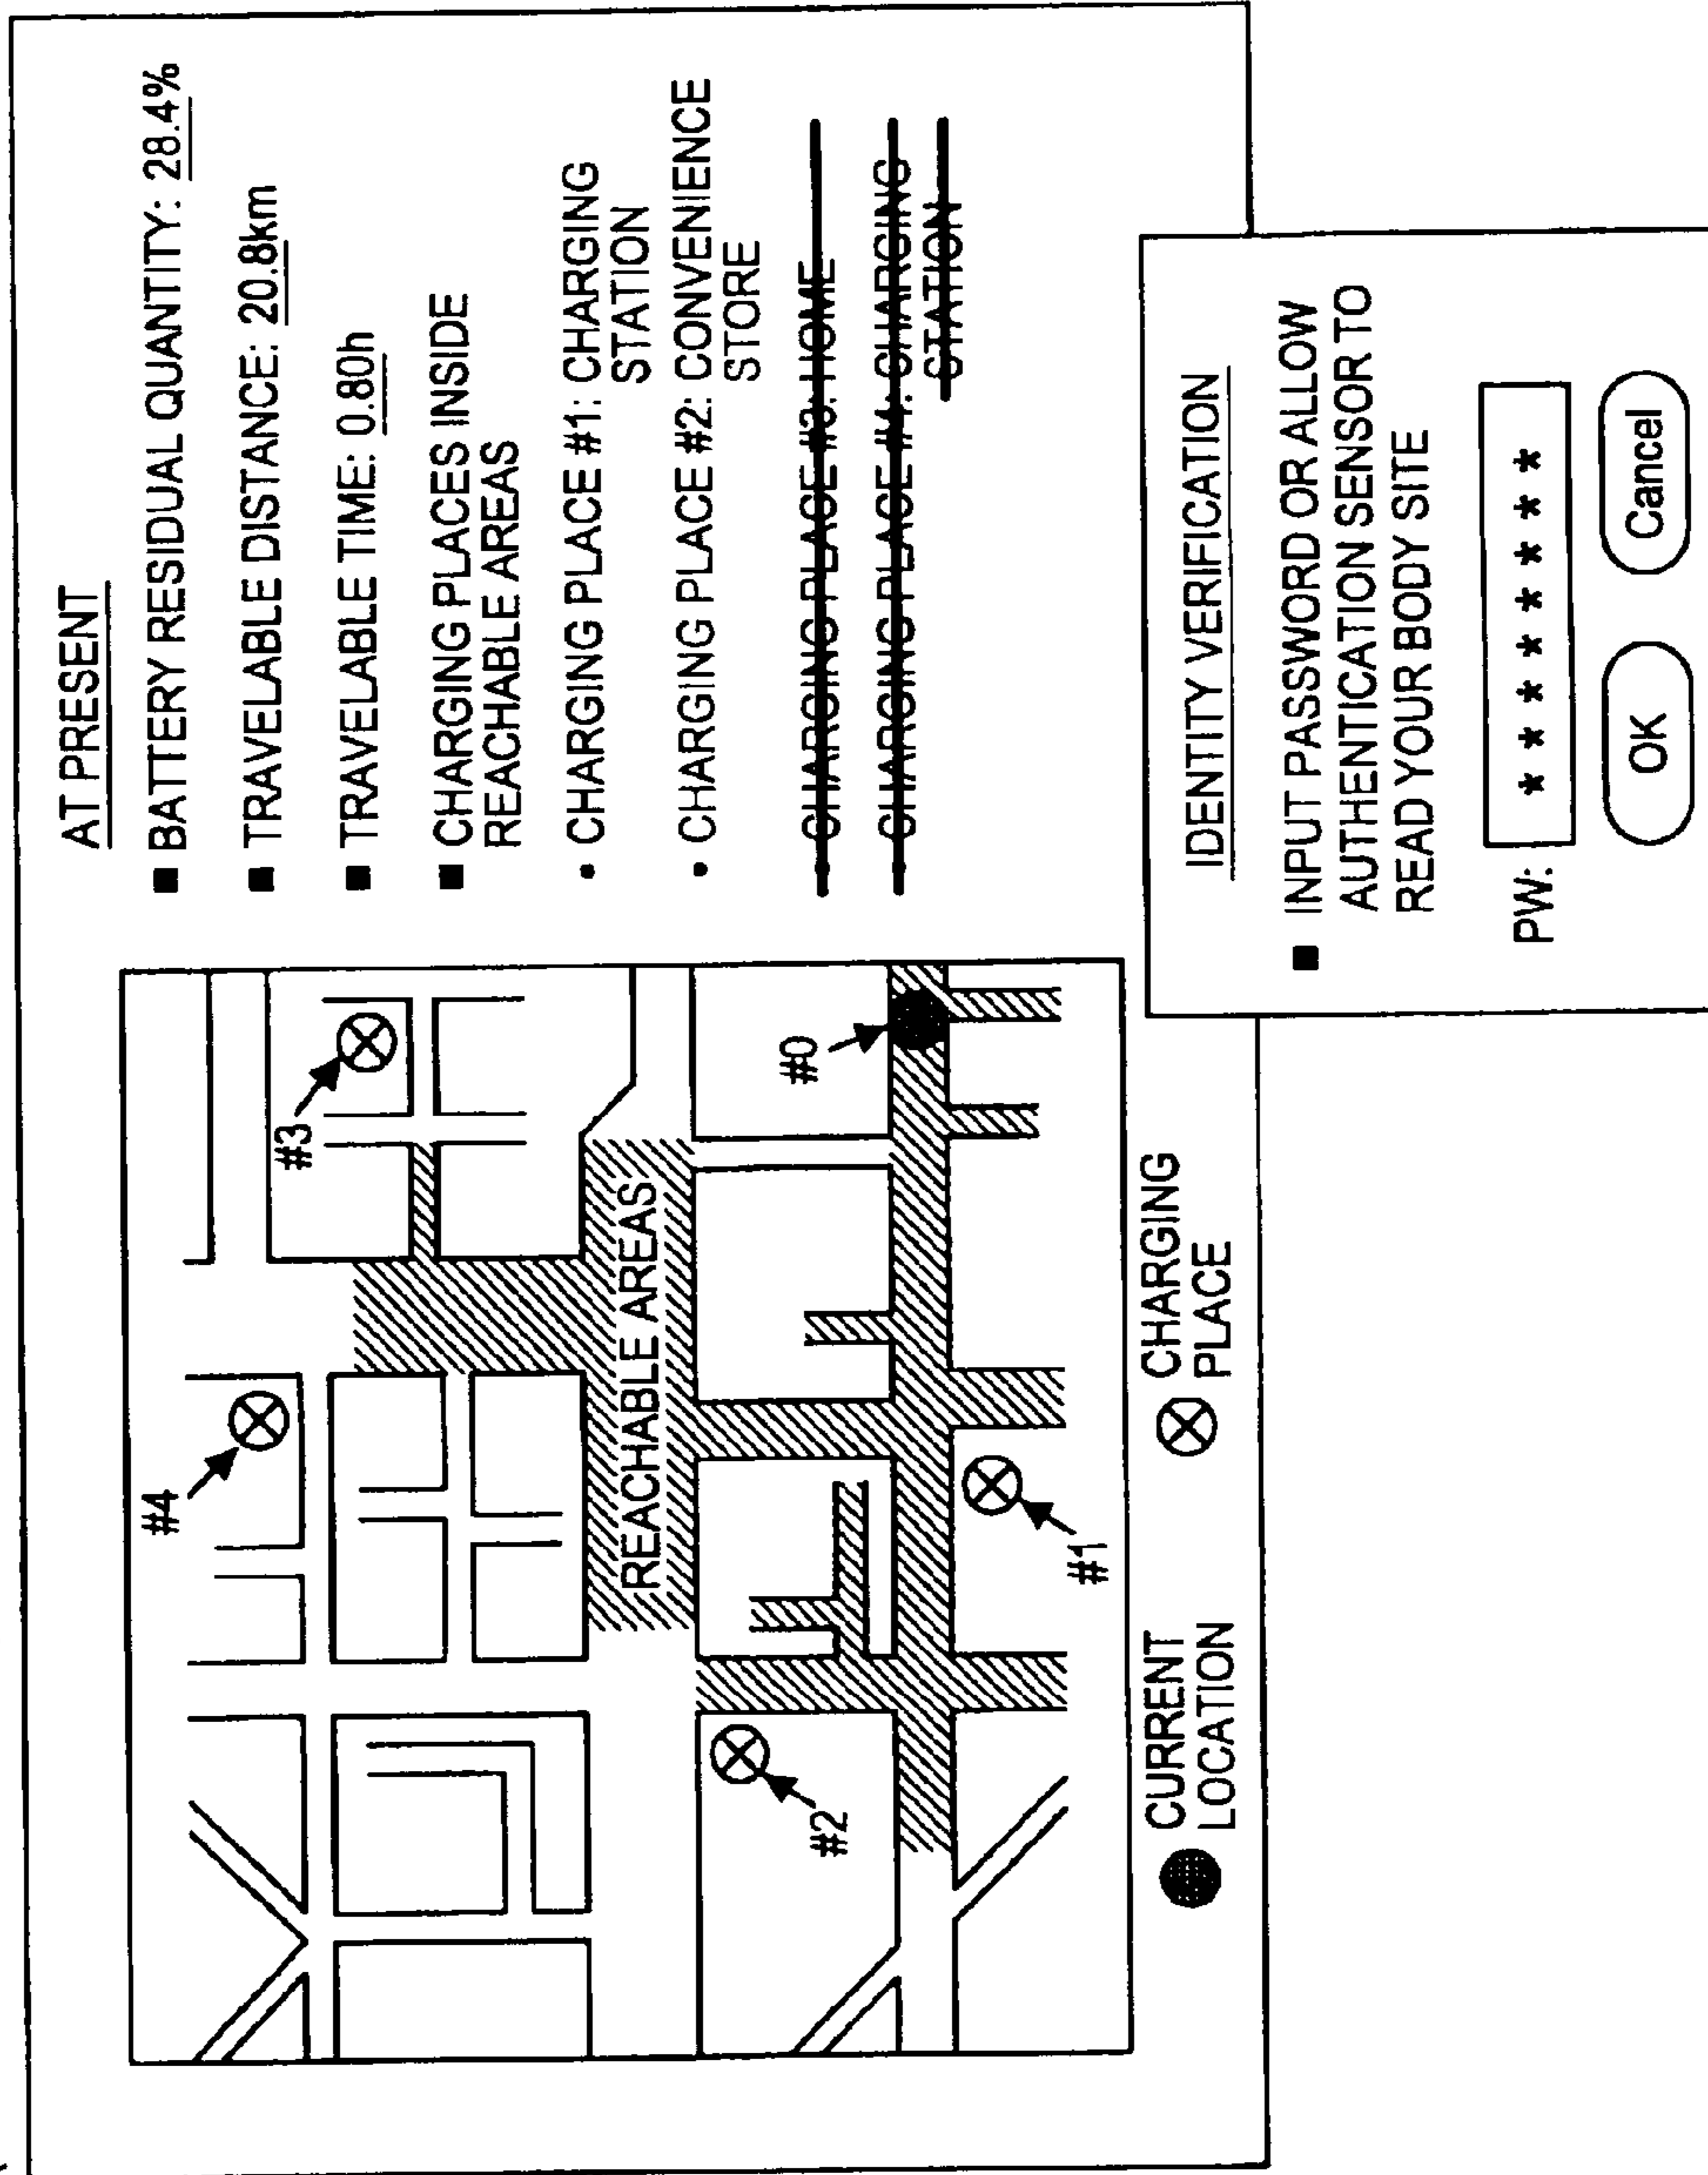 AT PRESENT
■ BATTERY RESIDUAL QUANTITY: 28.4%
■ TRAVELABLE DISTANCE: 20.8km
■ TRAVELABLE TIME: 0.80h
■ CHARGING PLACES INSIDE
REACHABLE AREAS
• CHARGING PLACE #1: CHARGING
STATION
• CHARGING PLACE #2: CONVENIENCE
STORE
• CHARGING PLACE #3: HOME
• CHARGING PLACE #4: CHARGING
STATION
#4
#3
REACHABLE AREAS
#0
#2
#1
CURRENT
LOCATION
CHARGING
PLACE
IDENTITY VERIFICATION
■ INPUT PASSWORD OR ALLOW
AUTHENTICATION SENSOR TO
READ YOUR BODY SITE
PW: * * * * * * * *
OK
Cancel